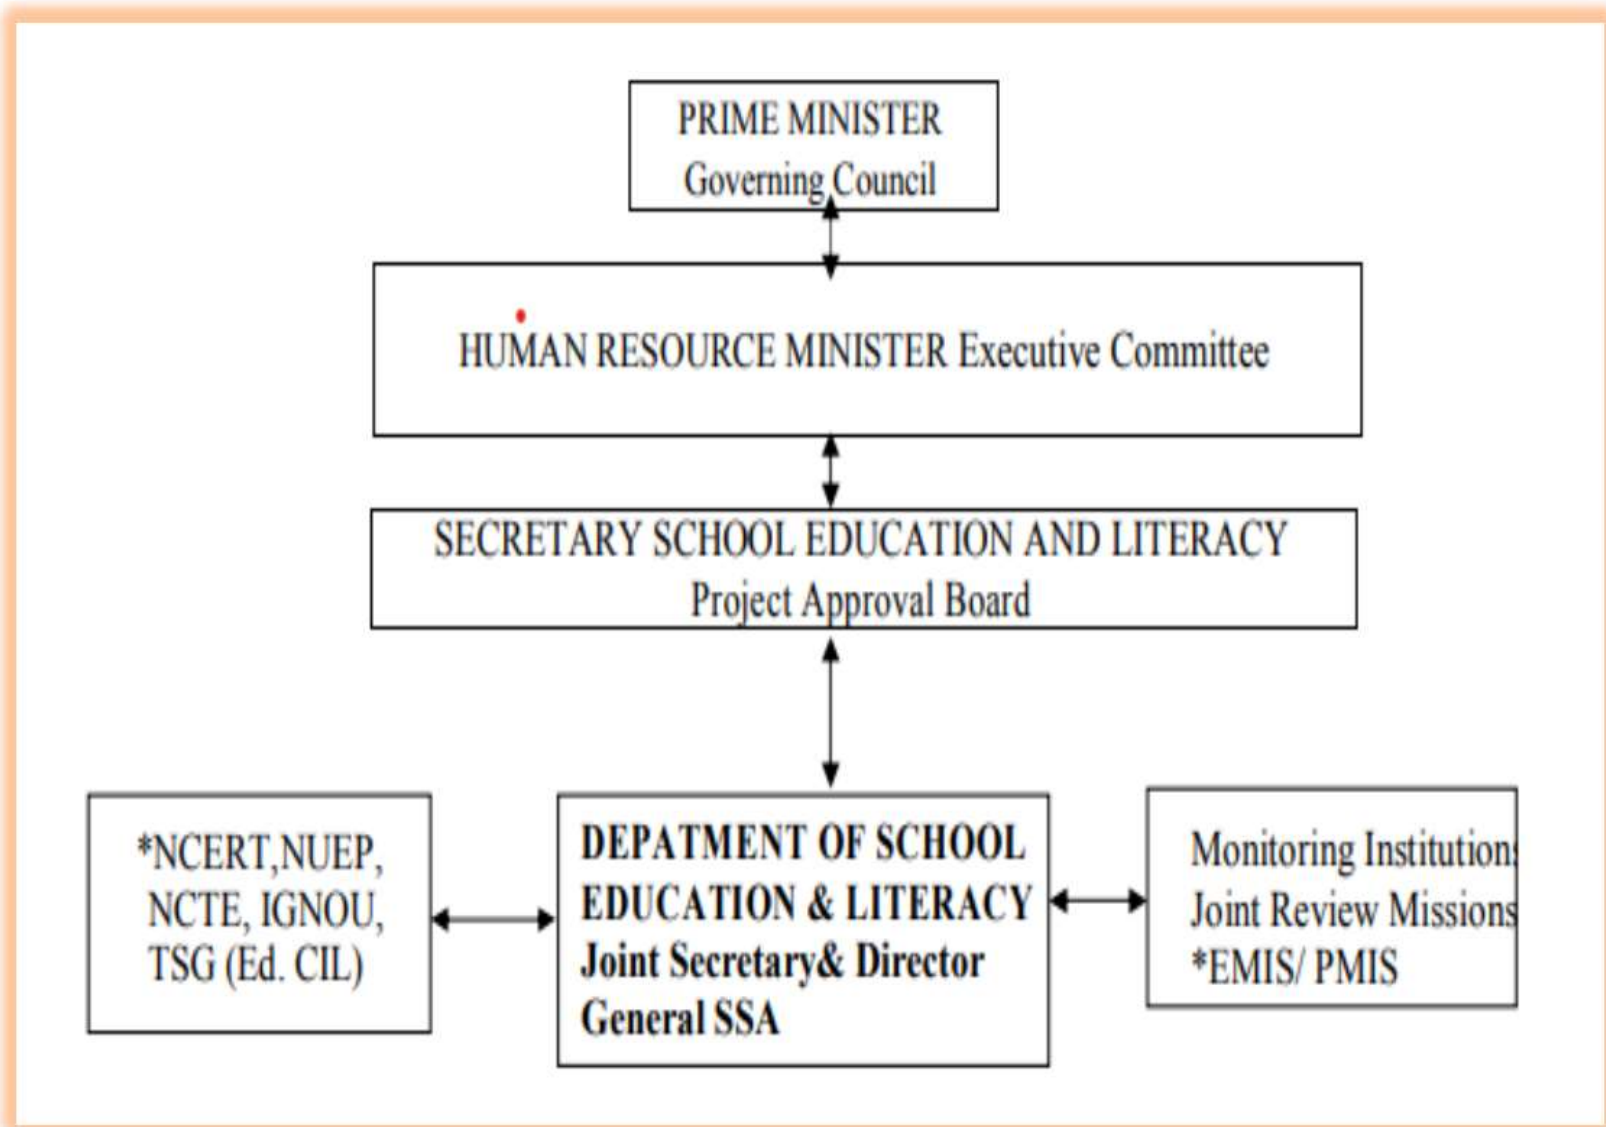 PRIME MINISTER
Governing Council
HUMAN RESOURCE MINISTER Executive Committee
SECRETARY SCHOOL EDUCATION AND LITERACY
Project Approval Board
*NCERT,NUEP,
NCTE, IGNOU,
TSG (Ed. CIL)
DEPATMENT OF SCHOOL
EDUCATION & LITERACY
Joint Secretary& Director
General SSA
Monitoring Institutions
Joint Review Missions
*EMIS/ PMIS